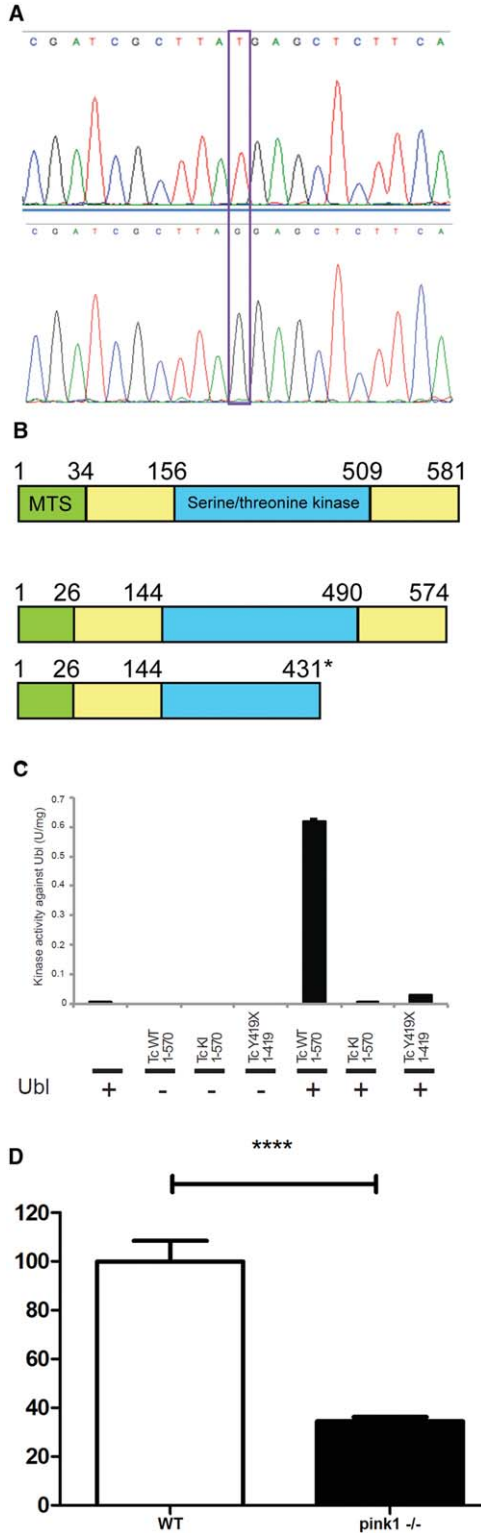 A
C G A T C G C T T A T G A G C T C T T C A
C G A T C G C T T A G G A G C T C T T C A
B
1 34 156 509 581
MTS Serine/threonine kinase
1 26 144 490 574
1 26 144 431*
C
Kinase activity against Ubl (U/mg)
0.7
0.6
0.5
0.4
0.3
0.2
0.1
0
Tc WT 1-570
Tc KI 1-570
Tc Y419X 1-419
Tc WT 1-570
Tc KI 1-570
Tc Y419X 1-419
Ubl + - - - + + +
D
****
120
100
80
60
40
20
0
WT pink1 -/-